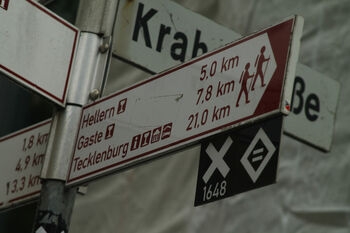 Krah
ße
Hellern 5,0 km
Gaste 7,8 km
Tecklenburg 21.0 km
1,8 km
4,9 km
13.3 km
1648